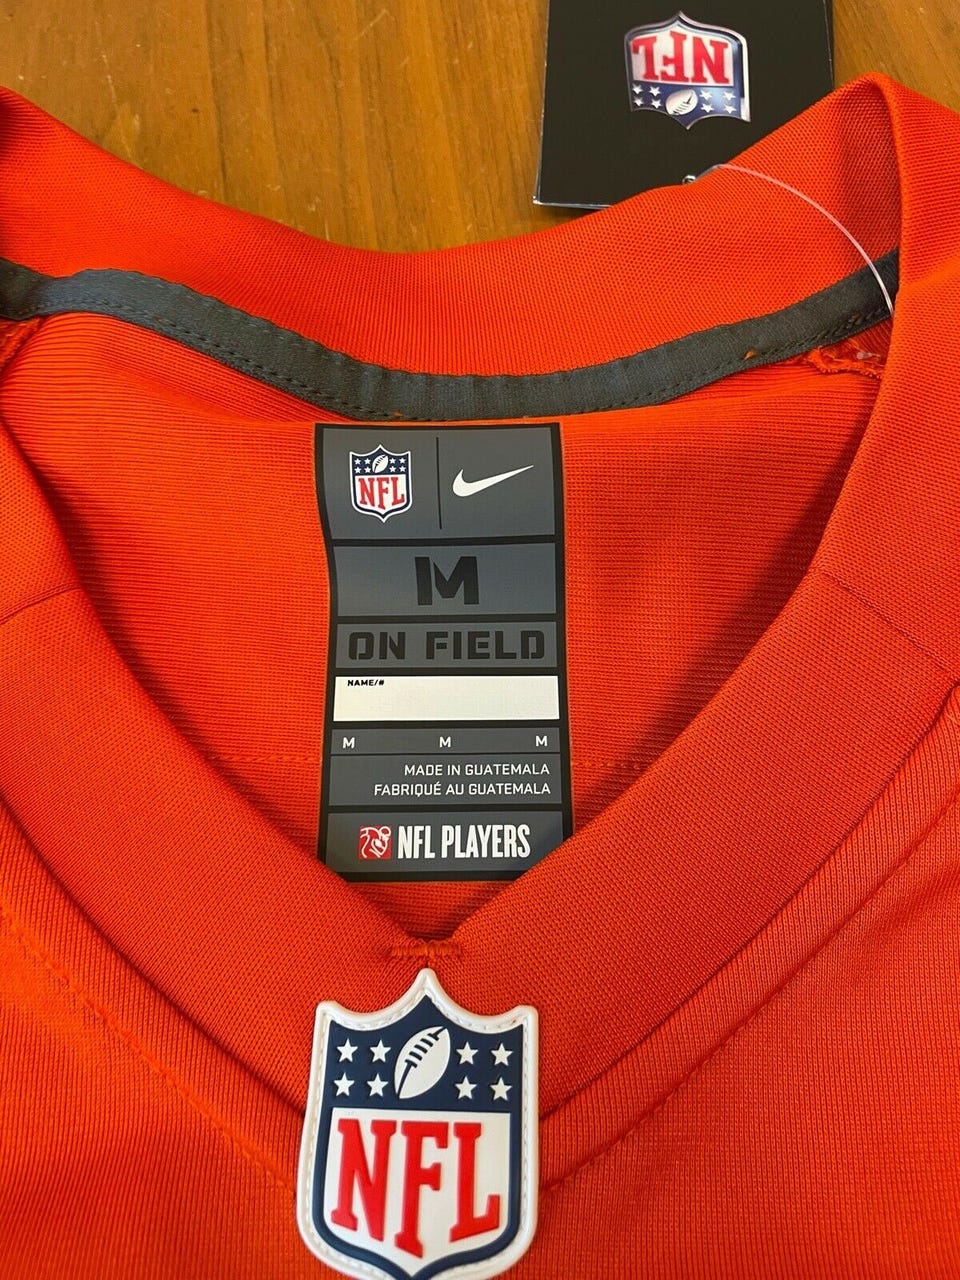 NFL
NFL
M
ON FIELD
NAME/#
M M M
MADE IN GUATEMALA
FABRIQUÉ AU GUATEMALA
NFL PLAYERS
NFL